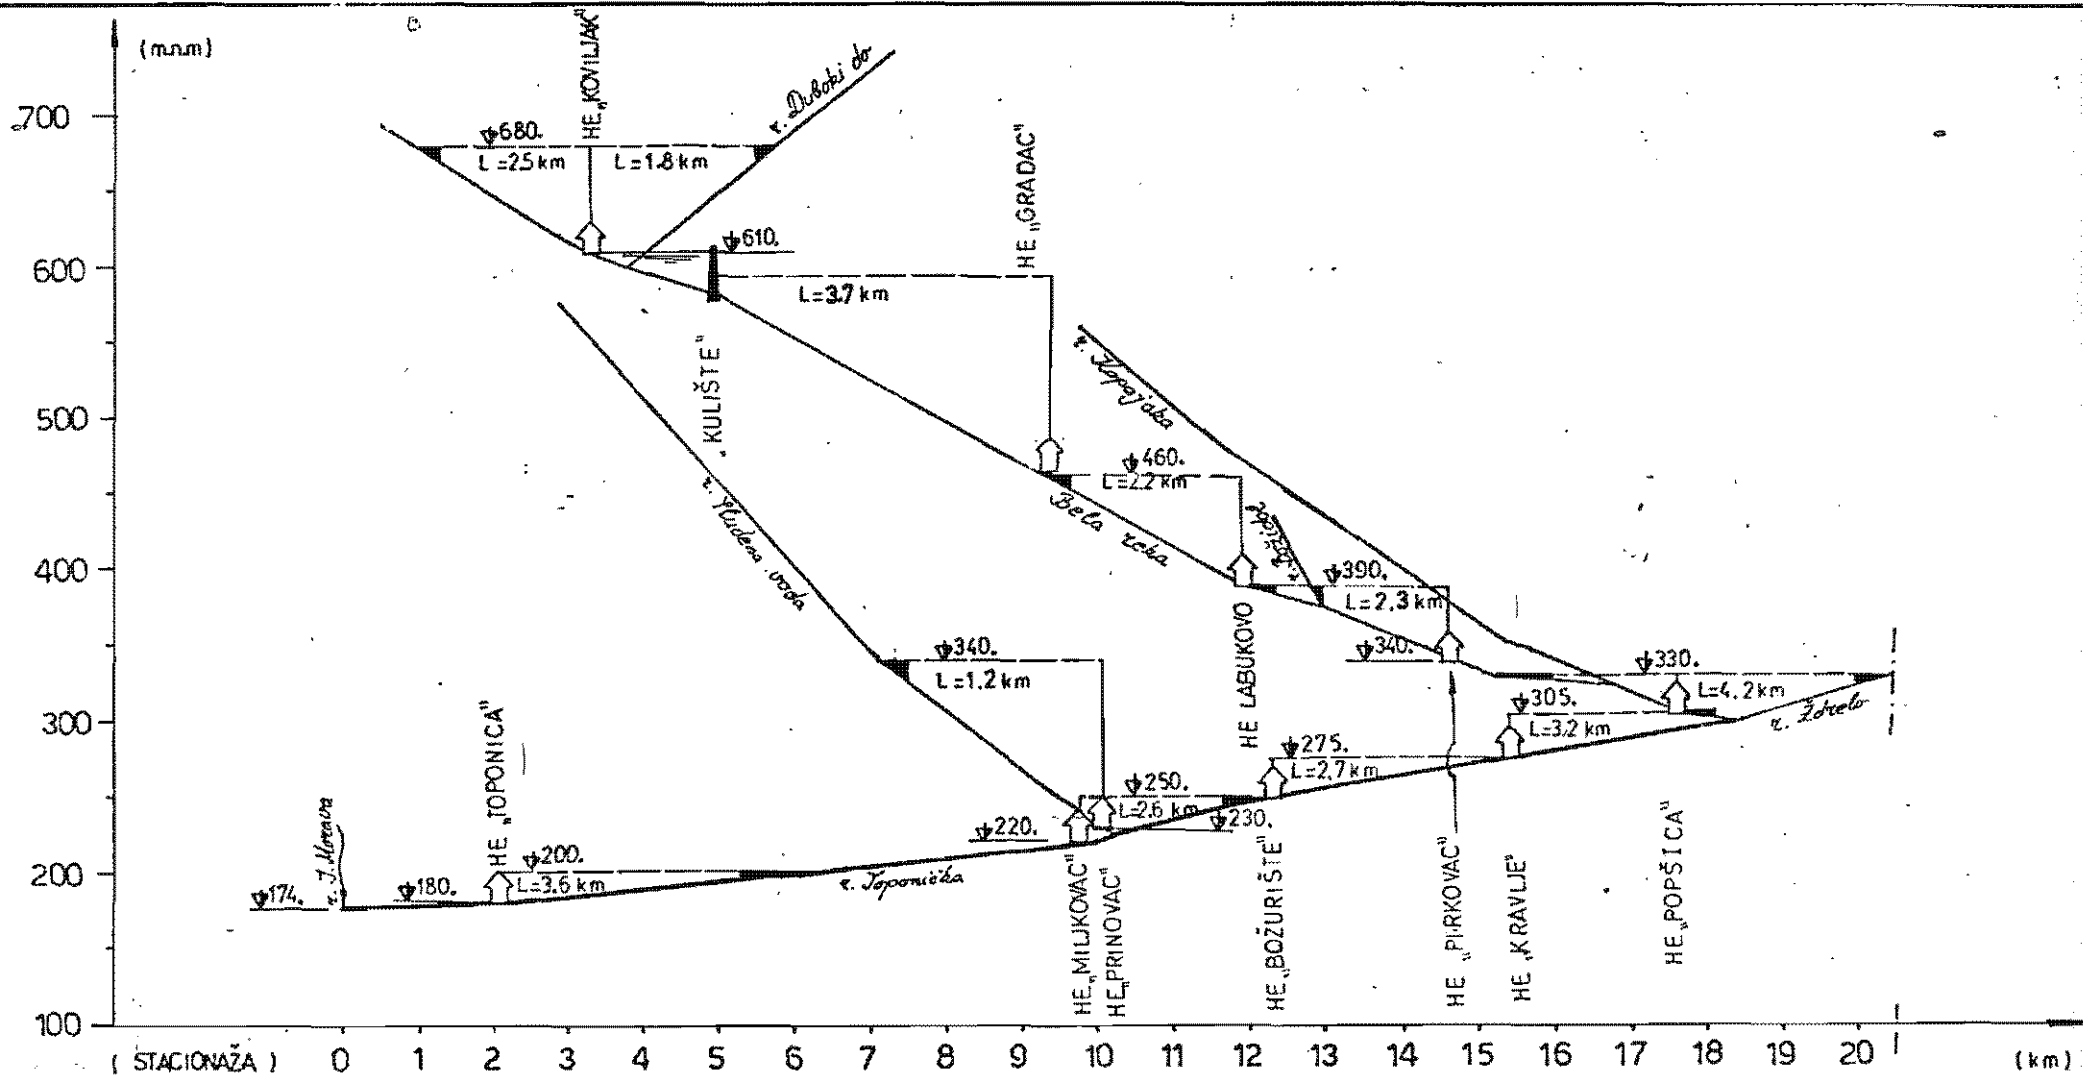 (m.n.m)
700
600
500
400
300
200
100
HE „KOVILJAK"
r. Duboki do
680.
L=2.5 km
L=1.8 km
610.
HE „GRADAC"
L=3.7 km
„KULIŠTE"
r. Studena voda
460.
L=2.2 km
Bela reka
390.
L=2.3 km
340.
340.
L=1.2 km
HE LABUKOVO
330.
L=4.2 km
r. Ždrelo
305.
L=3.2 km
275.
L=2.7 km
250.
L=2.6 km
230.
220.
HE „TOPONICA"
200.
L=3.6 km
r. Toponička
r. J. Morava
180.
174.
HE „MILJKOVAC"
HE „PRINOVAC"
HE „BOŽURIŠTE"
HE „PIRKOVAC"
HE „KRAVLJE"
HE „POPŠICA"
( STACIONAŽA ) 0 1 2 3 4 5 6 7 8 9 10 11 12 13 14 15 16 17 18 19 20 (km)